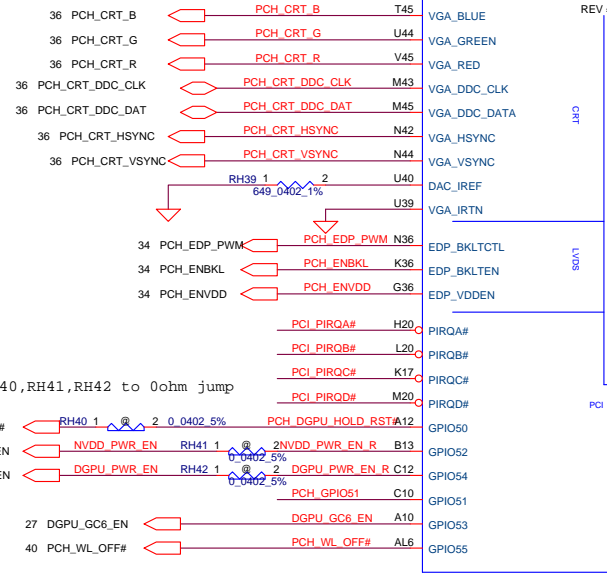 REV
36 PCH_CRT_B PCH_CRT_B T45 VGA_BLUE
36 PCH_CRT_G PCH_CRT_G U44 VGA_GREEN
36 PCH_CRT_R PCH_CRT_R V45 VGA_RED
36 PCH_CRT_DDC_CLK PCH_CRT_DDC_CLK M43 VGA_DDC_CLK
36 PCH_CRT_DDC_DAT PCH_CRT_DDC_DAT M45 VGA_DDC_DATA
CRT
36 PCH_CRT_HSYNC PCH_CRT_HSYNC N42 VGA_HSYNC
36 PCH_CRT_VSYNC PCH_CRT_VSYNC N44 VGA_VSYNC
RH39 1 2 U40 DAC_IREF
649_0402_1%
U39 VGA_IRTN
34 PCH_EDP_PWM PCH_EDP_PWM N36 EDP_BKLTCTL
LVDS
34 PCH_ENBKL PCH_ENBKL K36 EDP_BKLTEN
34 PCH_ENVDD PCH_ENVDD G36 EDP_VDDEN
PCI_PIRQA# H20 PIRQA#
PCI_PIRQB# L20 PIRQB#
PCI_PIRQC# K17 PIRQC#
40,RH41,RH42 to 0ohm jump
PCI_PIRQD# M20 PIRQD#
PCI
# RH40 1 @ 2 0_0402_5% PCH_DGPU_HOLD_RST# A12 GPIO50
EN NVDD_PWR_EN RH41 1 @ 2 NVDD_PWR_EN_R B13 GPIO52
0_0402_5%
EN DGPU_PWR_EN RH42 1 @ 2 DGPU_PWR_EN_R C12 GPIO54
0_0402_5%
PCH_GPIO51 C10 GPIO51
27 DGPU_GC6_EN DGPU_GC6_EN A10 GPIO53
40 PCH_WL_OFF# PCH_WL_OFF# AL6 GPIO55